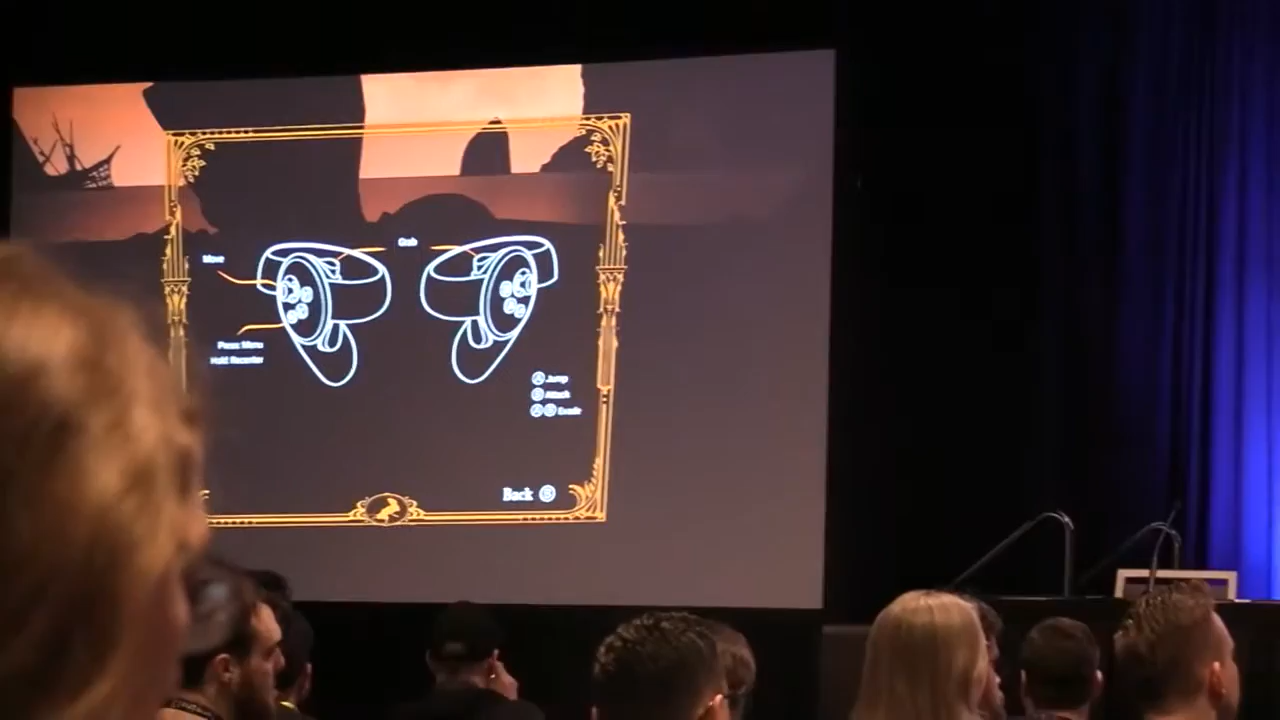 Grab
Move
Press Menu
Hold Recenter
A Jump
B Attack
A B Evade
Back B